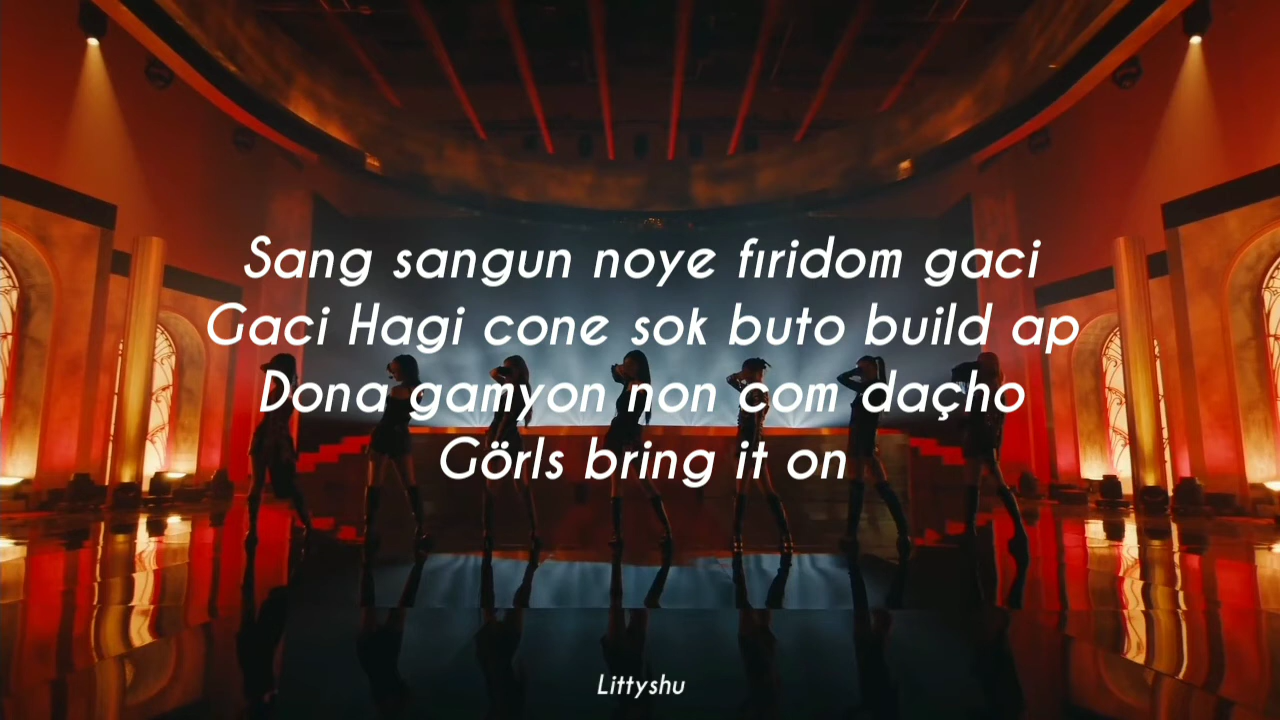 Sang sangun noye fıridom gaci
Gaci Hagi cone sok buto build ap
Dona gamyon non com daçho
Görls bring it on
Littyshu